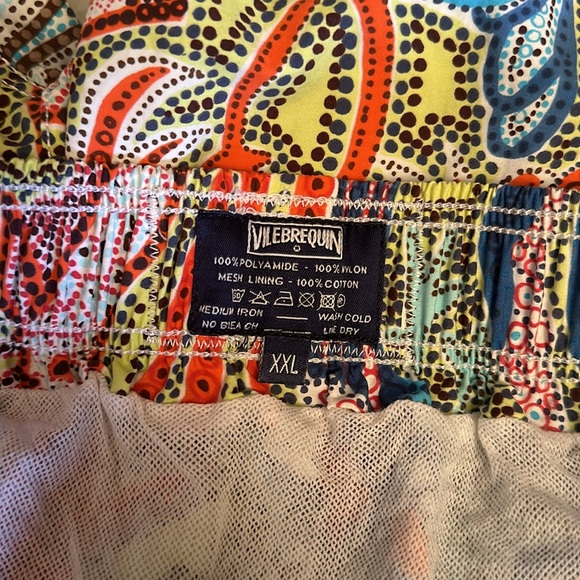 VILEBREQUIN
100% POLYAMIDE - 100% NYLON
MESH LINING - 100% COTTON
MEDIUM IRON — WASH COLD
NO BLEACH LINE DRY
XXL